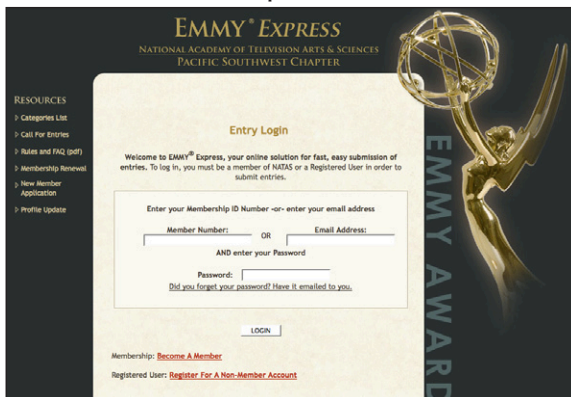 EMMY® EXPRESS
NATIONAL ACADEMY OF TELEVISION ARTS & SCIENCES
PACIFIC SOUTHWEST CHAPTER
RESOURCES
Categories List
Call For Entries
Rules and FAQ (pdf)
Membership Renewal
New Member
Application
Profile Update
Entry Login
Welcome to EMMY® Express, your online solution for fast, easy submission of
entries. To log in, you must be a member of NATAS or a Registered User in order to
submit entries.
Enter your Membership ID Number -or- enter your email address
Member Number:
OR
Email Address:
AND enter your Password
Password:
Did you forget your password? Have it emailed to you.
LOGIN
Membership: Become A Member
Registered User: Register For A Non-Member Account
EMMY AWARD